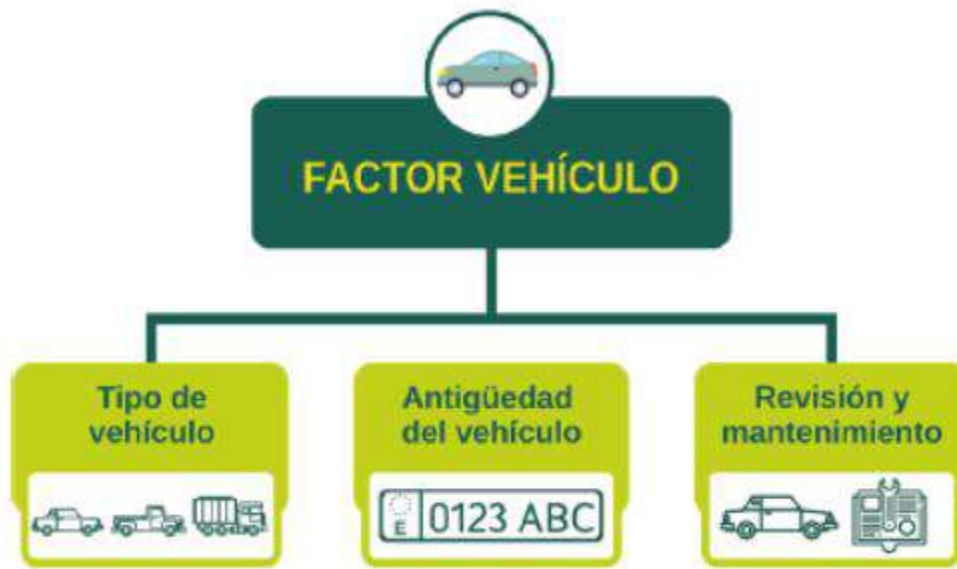 FACTOR VEHÍCULO
Tipo de
vehículo
Antigüedad
del vehículo
Revisión y
mantenimiento
E 0123 ABC